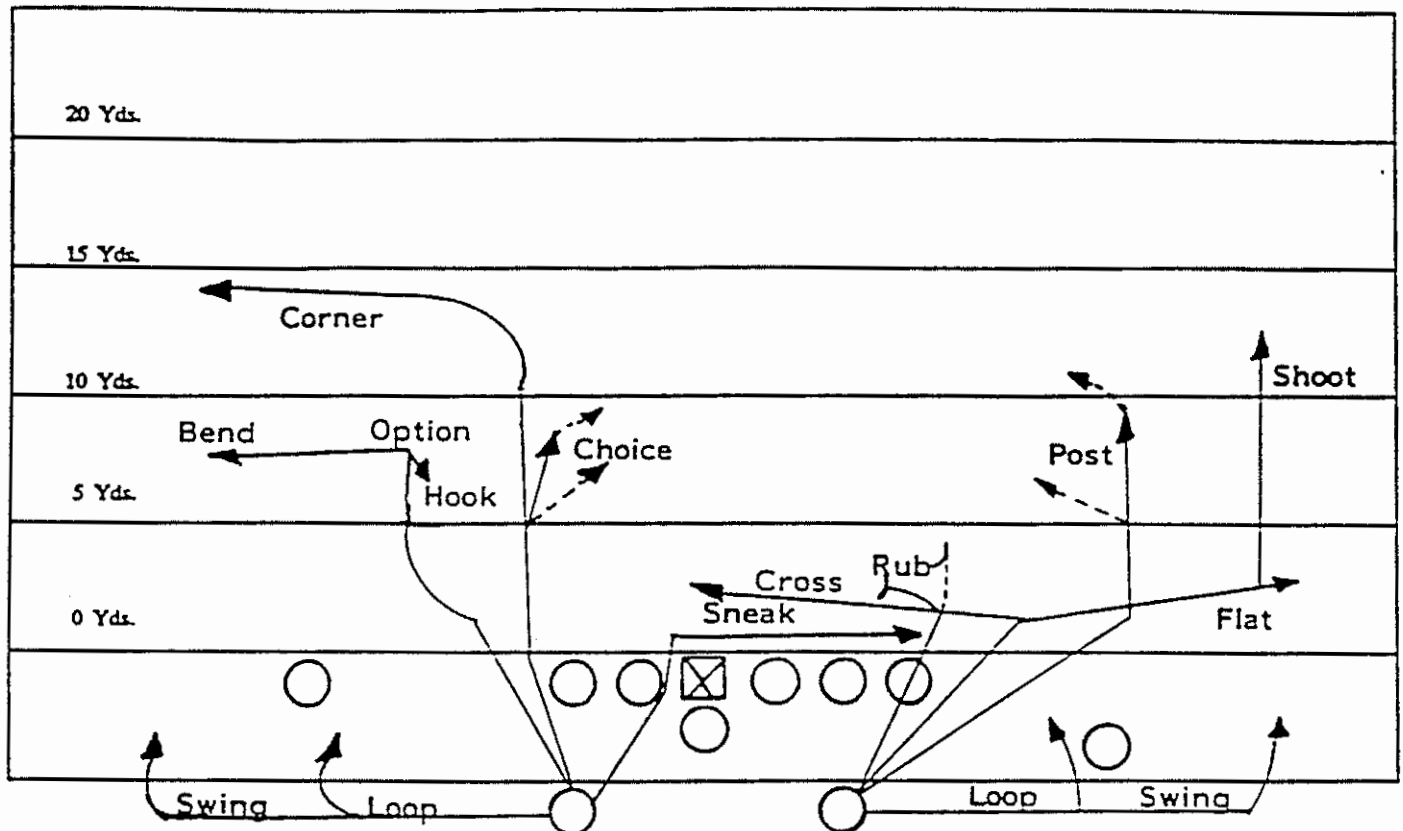 20 Yds.
15 Yds.
Corner
10 Yds.
Shoot
Bend Option
Choice
Post
5 Yds.
Hook
Rub
Cross
0 Yds.
Sneak
Flat
Swing Loop Loop Swing